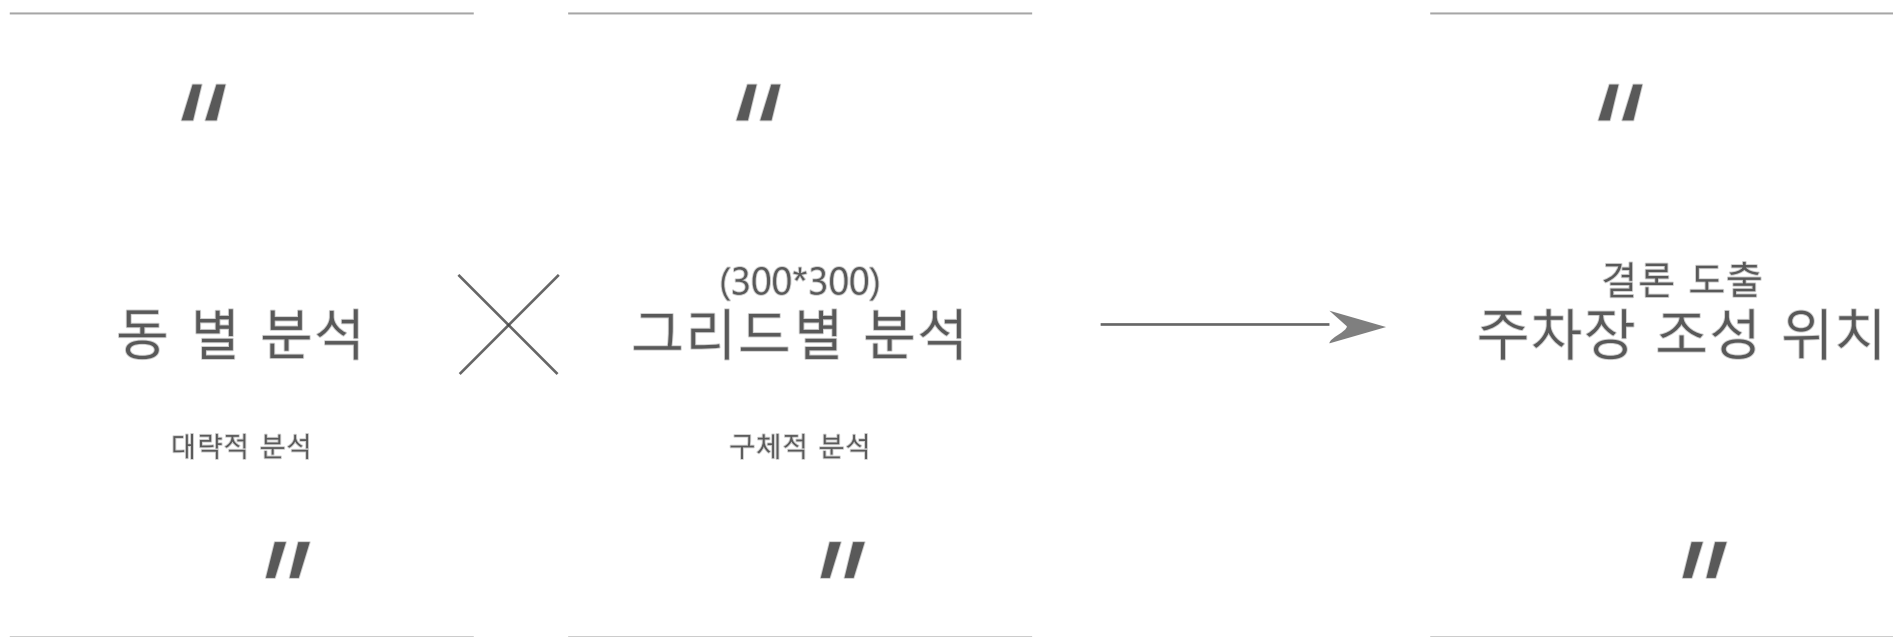 동 별 분석
대략적 분석
(300*300)
그리드별 분석
구체적 분석
결론 도출
주차장 조성 위치